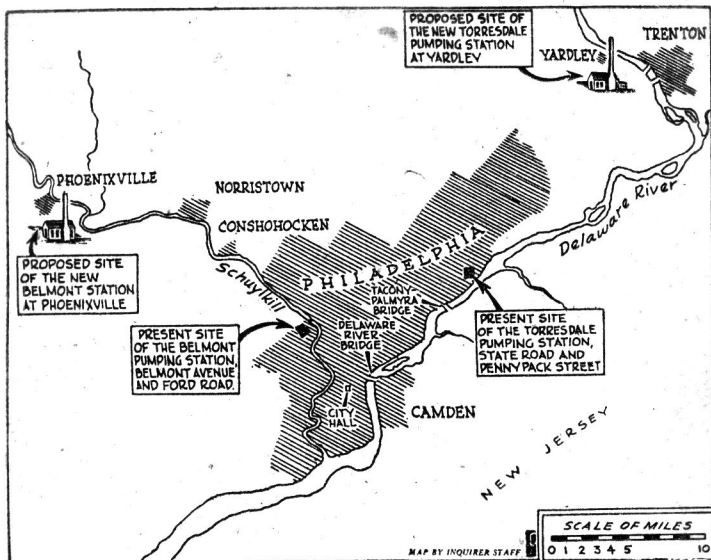 PROPOSED SITE OF
THE NEW TORRESDALE
PUMPING STATION
AT YARDLEY
YARDLEY
TRENTON
PHOENIXVILLE
NORRISTOWN
CONSHOHOCKEN
PROPOSED SITE
OF THE NEW
BELMONT STATION
AT PHOENIXVILLE
Schuylkill
PHILADELPHIA
Delaware River
TACONY-
PALMYRA
BRIDGE
DELAWARE
RIVER
BRIDGE
PRESENT SITE
OF THE BELMONT
PUMPING STATION,
BELMONT AVENUE
AND FORD ROAD.
PRESENT SITE
OF THE TORRESDALE
PUMPING STATION,
STATE ROAD AND
PENNYPACK STREET
CITY
HALL
CAMDEN
NEW JERSEY
SCALE OF MILES
0 1 2 3 4 5 10
MAP BY INQUIRER STAFF